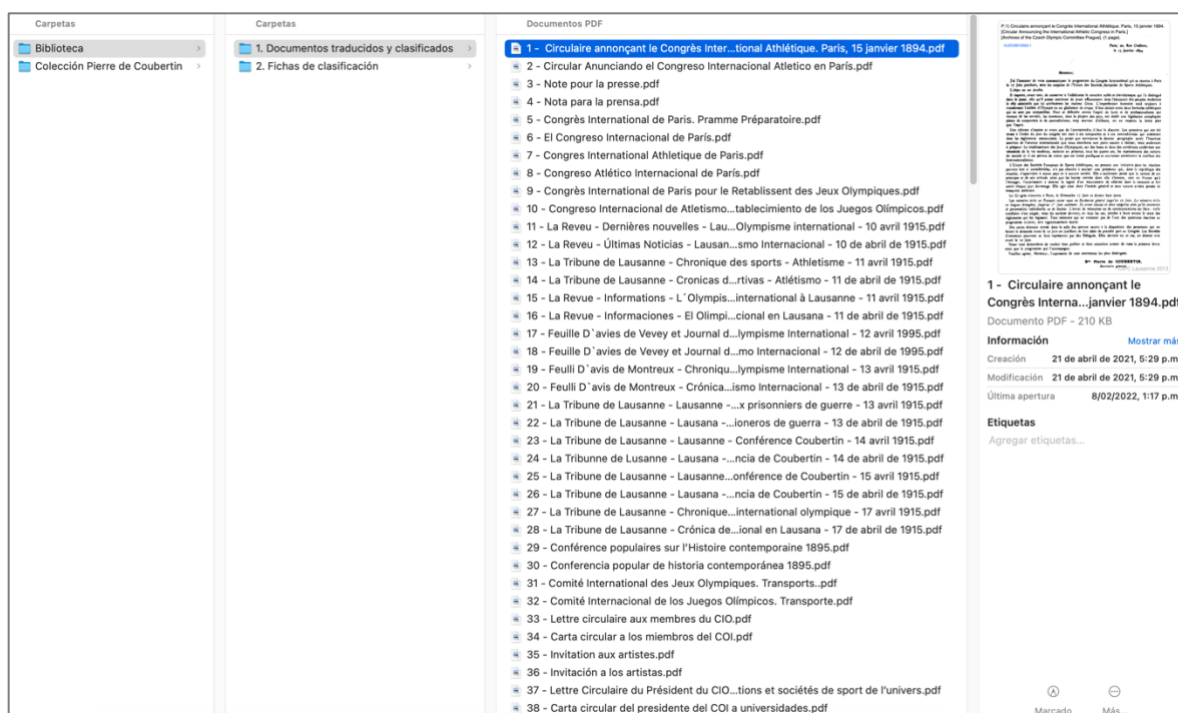 Carpetas
Biblioteca
Colección Pierre de Coubertin
Carpetas
1. Documentos traducidos y clasificados
2. Fichas de clasificación
Documentos PDF
1 - Circulaire annonçant le Congrès Inter...tional Athlétique. Paris, 15 janvier 1894.pdf
2 - Circular Anunciando el Congreso Internacional Atletico en París.pdf
3 - Note pour la presse.pdf
4 - Nota para la prensa.pdf
5 - Congrès International de Paris. Pramme Préparatoire.pdf
6 - El Congreso Internacional de París.pdf
7 - Congres International Athletique de Paris.pdf
8 - Congreso Atlético Internacional de París.pdf
9 - Congrès International de Paris pour le Retablissent des Jeux Olympiques.pdf
10 - Congreso Internacional de Atletismo...tablecimiento de los Juegos Olímpicos.pdf
11 - La Reveu - Dernières nouvelles - Lau...Olympisme international - 10 avril 1915.pdf
12 - La Reveu - Últimas Noticias - Lausan...smo Internacional - 10 de abril de 1915.pdf
13 - La Tribune de Lausanne - Chronique des sports - Athletisme - 11 avril 1915.pdf
14 - La Tribune de Lausanne - Cronicas d...rtivas - Atlétismo - 11 de abril de 1915.pdf
15 - La Revue - Informations - L´Olympis...international à Lausanne - 11 avril 1915.pdf
16 - La Revue - Informaciones - El Olimpi...cional en Lausana - 11 de abril de 1915.pdf
17 - Feuille D`avies de Vevey et Journal d...lympisme International - 12 avril 1995.pdf
18 - Feuille D`avies de Vevey et Journal d...mo Internacional - 12 de abril de 1995.pdf
19 - Feulli D`avis de Montreux - Chroniqu...lympisme International - 13 avril 1915.pdf
20 - Feulli D`avis de Montreux - Crónica...ismo Internacional - 13 de abril de 1915.pdf
21 - La Tribune de Lausanne - Lausanne -...x prisonniers de guerre - 13 avril 1915.pdf
22 - La Tribune de Lausanne - Lausana -...ioneros de guerra - 13 de abril de 1915.pdf
23 - La Tribune de Lausanne - Lausanne - Conférence Coubertin - 14 avril 1915.pdf
24 - La Tribunne de Lausanne - Lausana -...ncia de Coubertin - 14 de abril de 1915.pdf
25 - La Tribune de Lausanne - Lausanne...onférence de Coubertin - 15 avril 1915.pdf
26 - La Tribune de Lausanne - Lausana -...ncia de Coubertin - 15 de abril de 1915.pdf
27 - La Tribune de Lausanne - Chronique...international olympique - 17 avril 1915.pdf
28 - La Tribune de Lausanne - Crónica de...ional en Lausana - 17 de abril de 1915.pdf
29 - Conférence populaires sur l'Histoire contemporaine 1895.pdf
30 - Conferencia popular de historia contemporánea 1895.pdf
31 - Comité International des Jeux Olympiques. Transports..pdf
32 - Comité Internacional de los Juegos Olímpicos. Transporte.pdf
33 - Lettre circulaire aux membres du CIO.pdf
34 - Carta circular a los miembros del COI.pdf
35 - Invitation aux artistes.pdf
36 - Invitación a los artistas.pdf
37 - Lettre Circulaire du Président du CIO...tions et sociétés de sport de l'univers.pdf
38 - Carta circular del presidente del COI a universidades.pdf
1 - Circulaire annonçant le
Congrès Interna...janvier 1894.pdf
Documento PDF - 210 KB
Información
Mostrar más
Creación 21 de abril de 2021, 5:29 p.m
Modificación 21 de abril de 2021, 5:29 p.m
Última apertura 8/02/2022, 1:17 p.m
Etiquetas
Agregar etiquetas...
Marcado
Más...